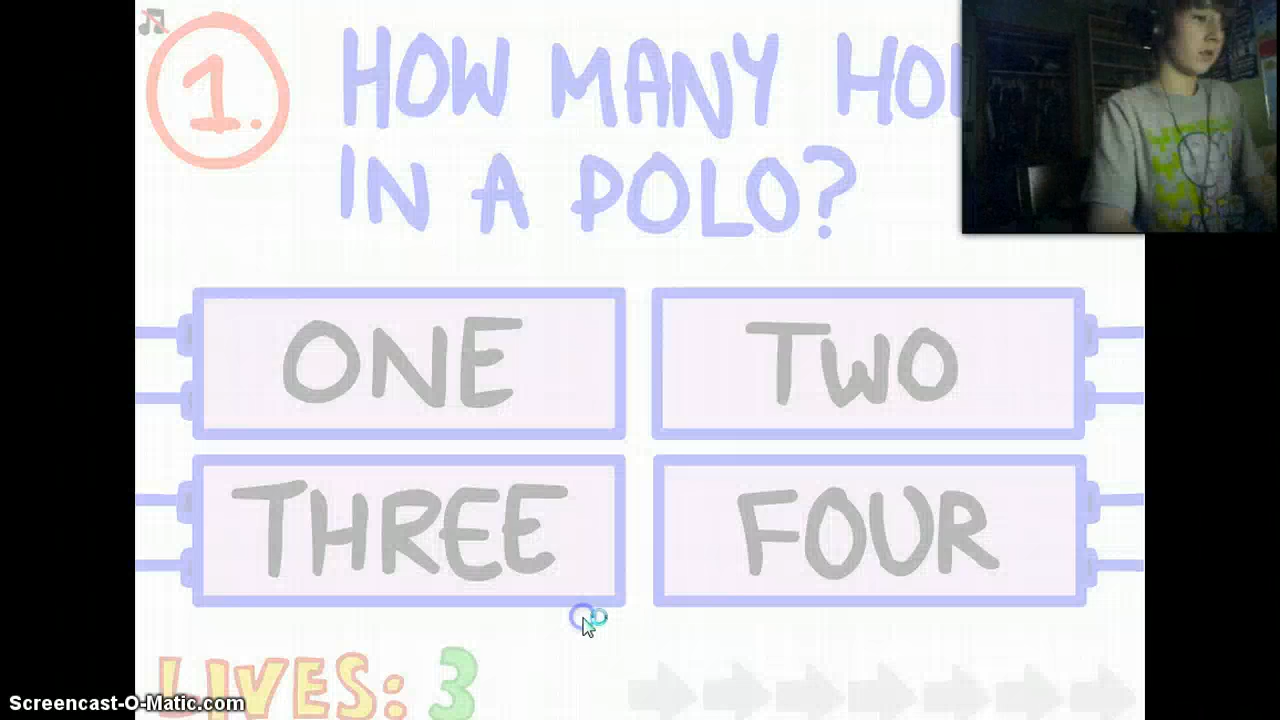 1. HOW MANY HO
IN A POLO?
ONE
TWO
THREE
FOUR
LIVES: 3
Screencast-O-Matic.com